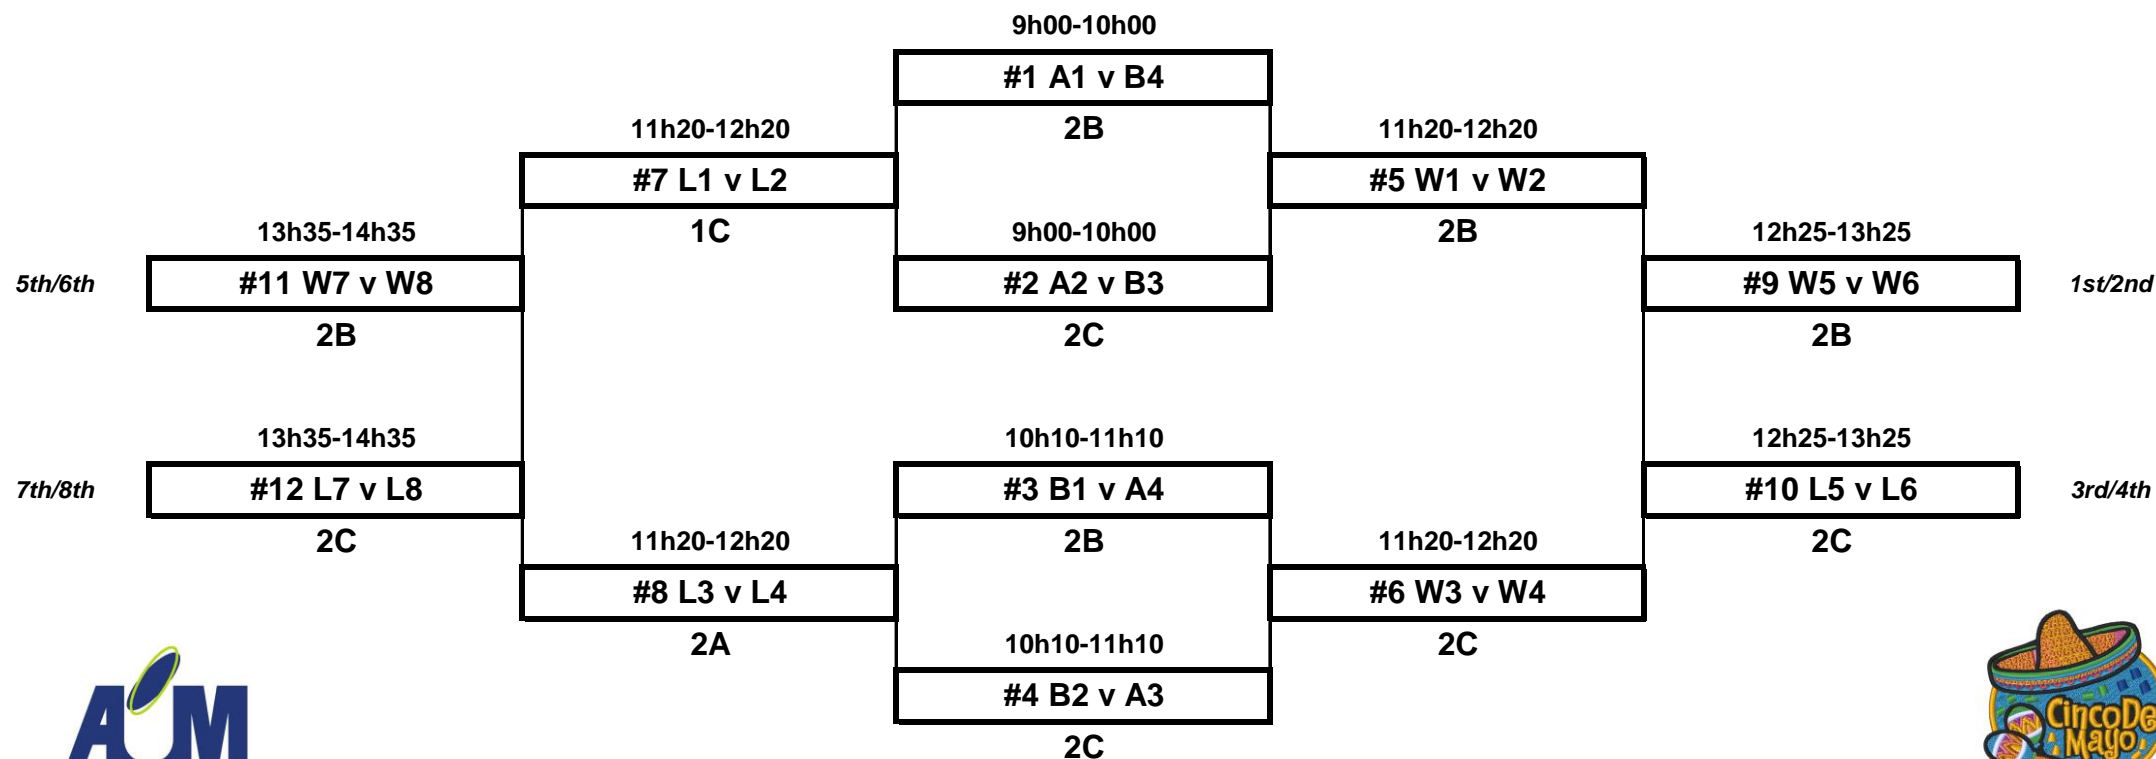 9h00-10h00
#1 A1 v B4
11h20-12h20 2B 11h20-12h20
#7 L1 v L2 #5 W1 v W2
13h35-14h35 1C 9h00-10h00 2B 12h25-13h25
5th/6th #11 W7 v W8 #2 A2 v B3 #9 W5 v W6 1st/2nd
2B 2C 2B
13h35-14h35 10h10-11h10 12h25-13h25
7th/8th #12 L7 v L8 #3 B1 v A4 #10 L5 v L6 3rd/4th
2C 11h20-12h20 2B 11h20-12h20 2C
#8 L3 v L4 #6 W3 v W4
2A 10h10-11h10 2C
#4 B2 v A3
2C
AUM
CincoDe
Mayo